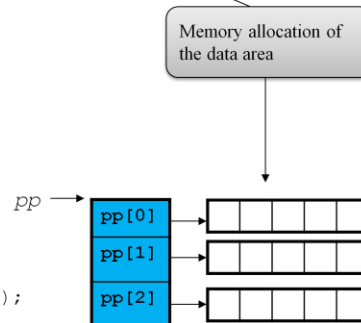 Memory allocation of
the data area
pp
pp[0]
pp[1]
pp[2]
);